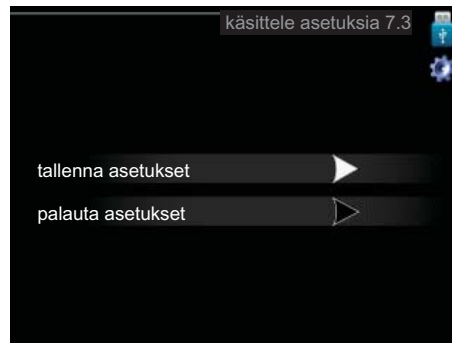 käsittele asetuksia 7.3
tallenna asetukset
palauta asetukset